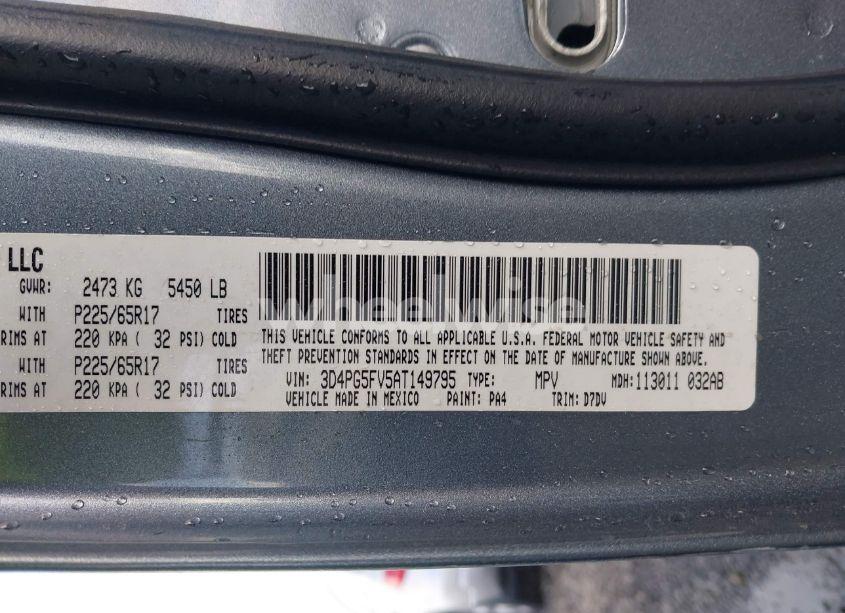 LLC
GVWR: 2473 KG 5450 LB
WITH P225/65R17 TIRES
RIMS AT 220 KPA ( 32 PSI) COLD
WITH P225/65R17 TIRES
RIMS AT 220 KPA ( 32 PSI) COLD
wheelwise
THIS VEHICLE CONFORMS TO ALL APPLICABLE U.S.A. FEDERAL MOTOR VEHICLE SAFETY AND
THEFT PREVENTION STANDARDS IN EFFECT ON THE DATE OF MANUFACTURE SHOWN ABOVE.
VIN: 3D4PG5FV5AT149795 TYPE: MPV MDH: 113011 032AB
VEHICLE MADE IN MEXICO PAINT: PA4 TRIM: D7DV